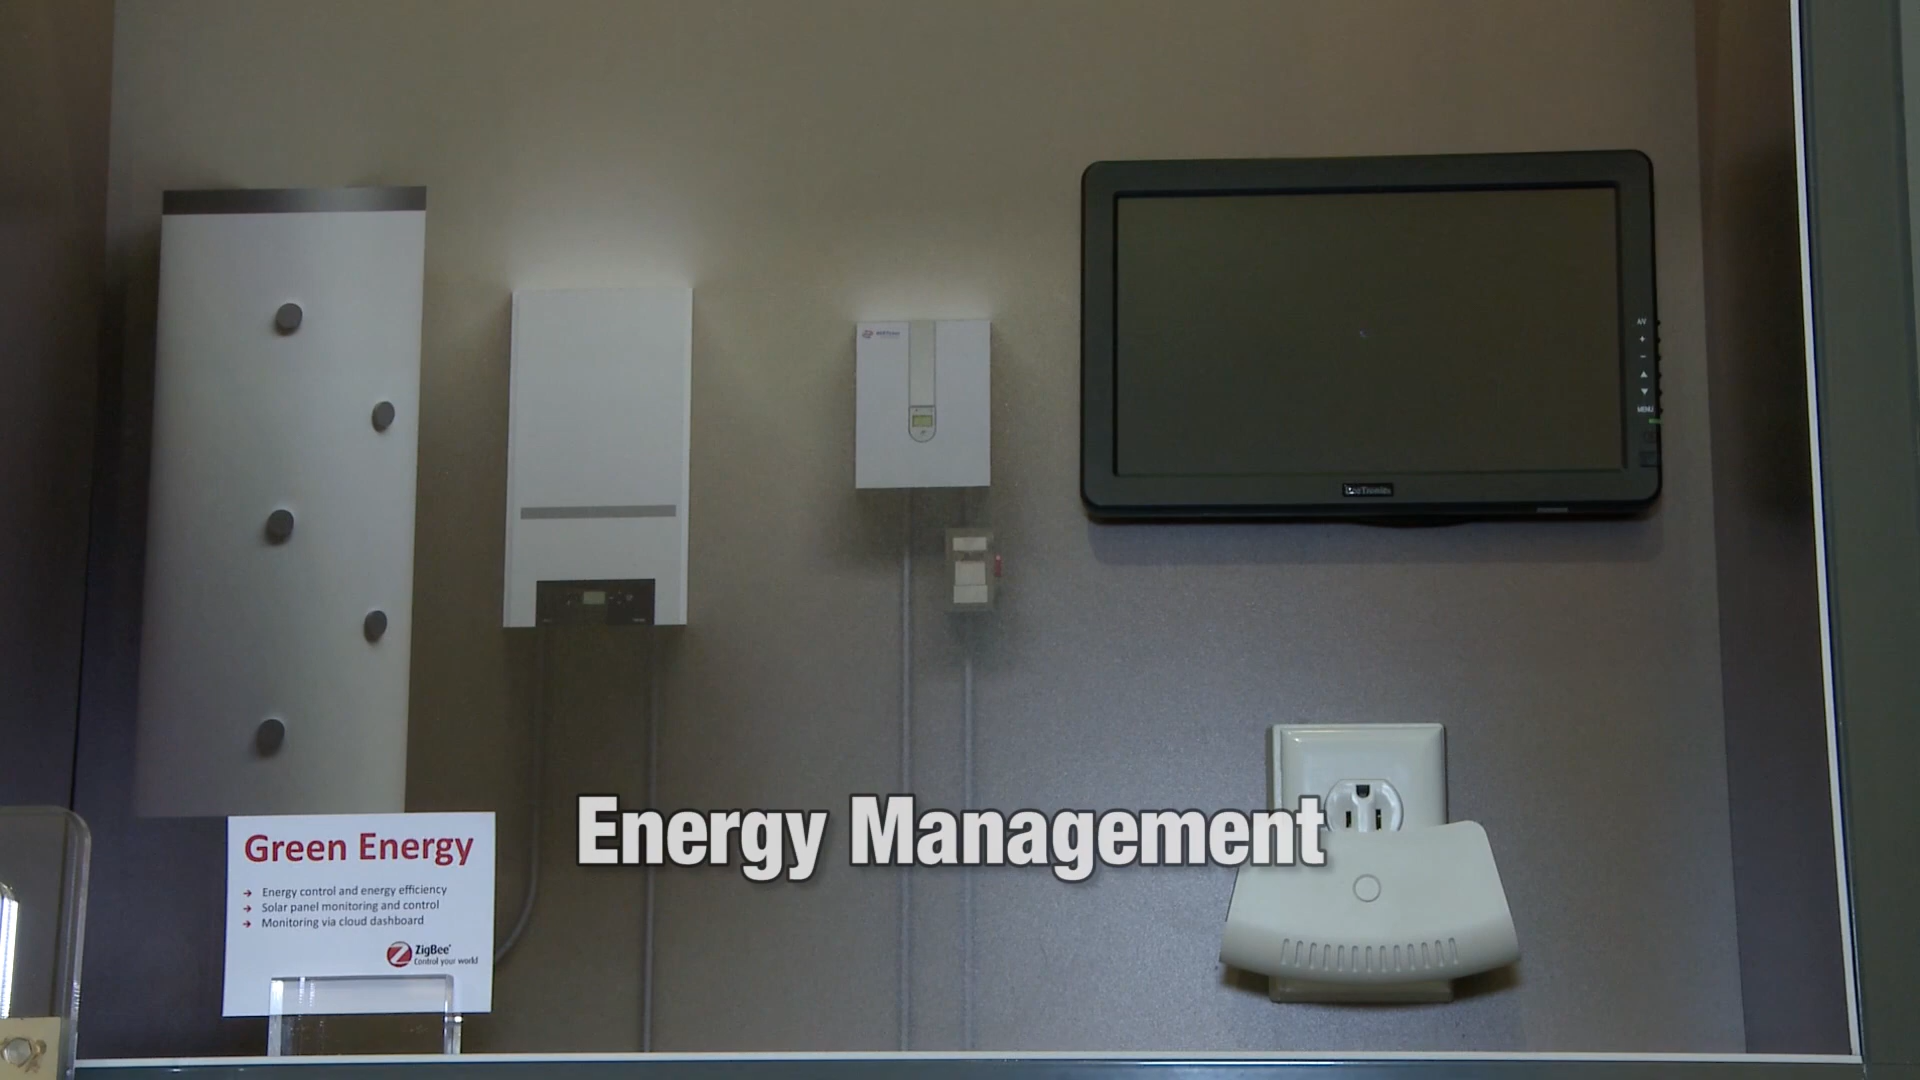 A/V
+
-
MENU
Energy Management
Green Energy
→ Energy control and energy efficiency
→ Solar panel monitoring and control
→ Monitoring via cloud dashboard
ZigBee®
Control your world